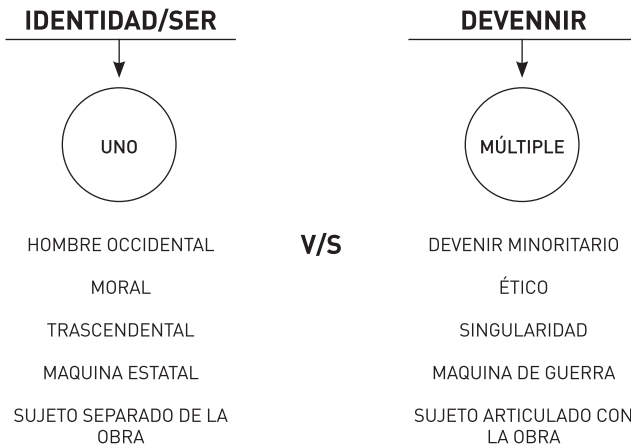 IDENTIDAD/SER
UNO
HOMBRE OCCIDENTAL
MORAL
TRASCENDENTAL
MAQUINA ESTATAL
SUJETO SEPARADO DE LA
OBRA
V/S
DEVENNIR
MÚLTIPLE
DEVENIR MINORITARIO
ÉTICO
SINGULARIDAD
MAQUINA DE GUERRA
SUJETO ARTICULADO CON
LA OBRA